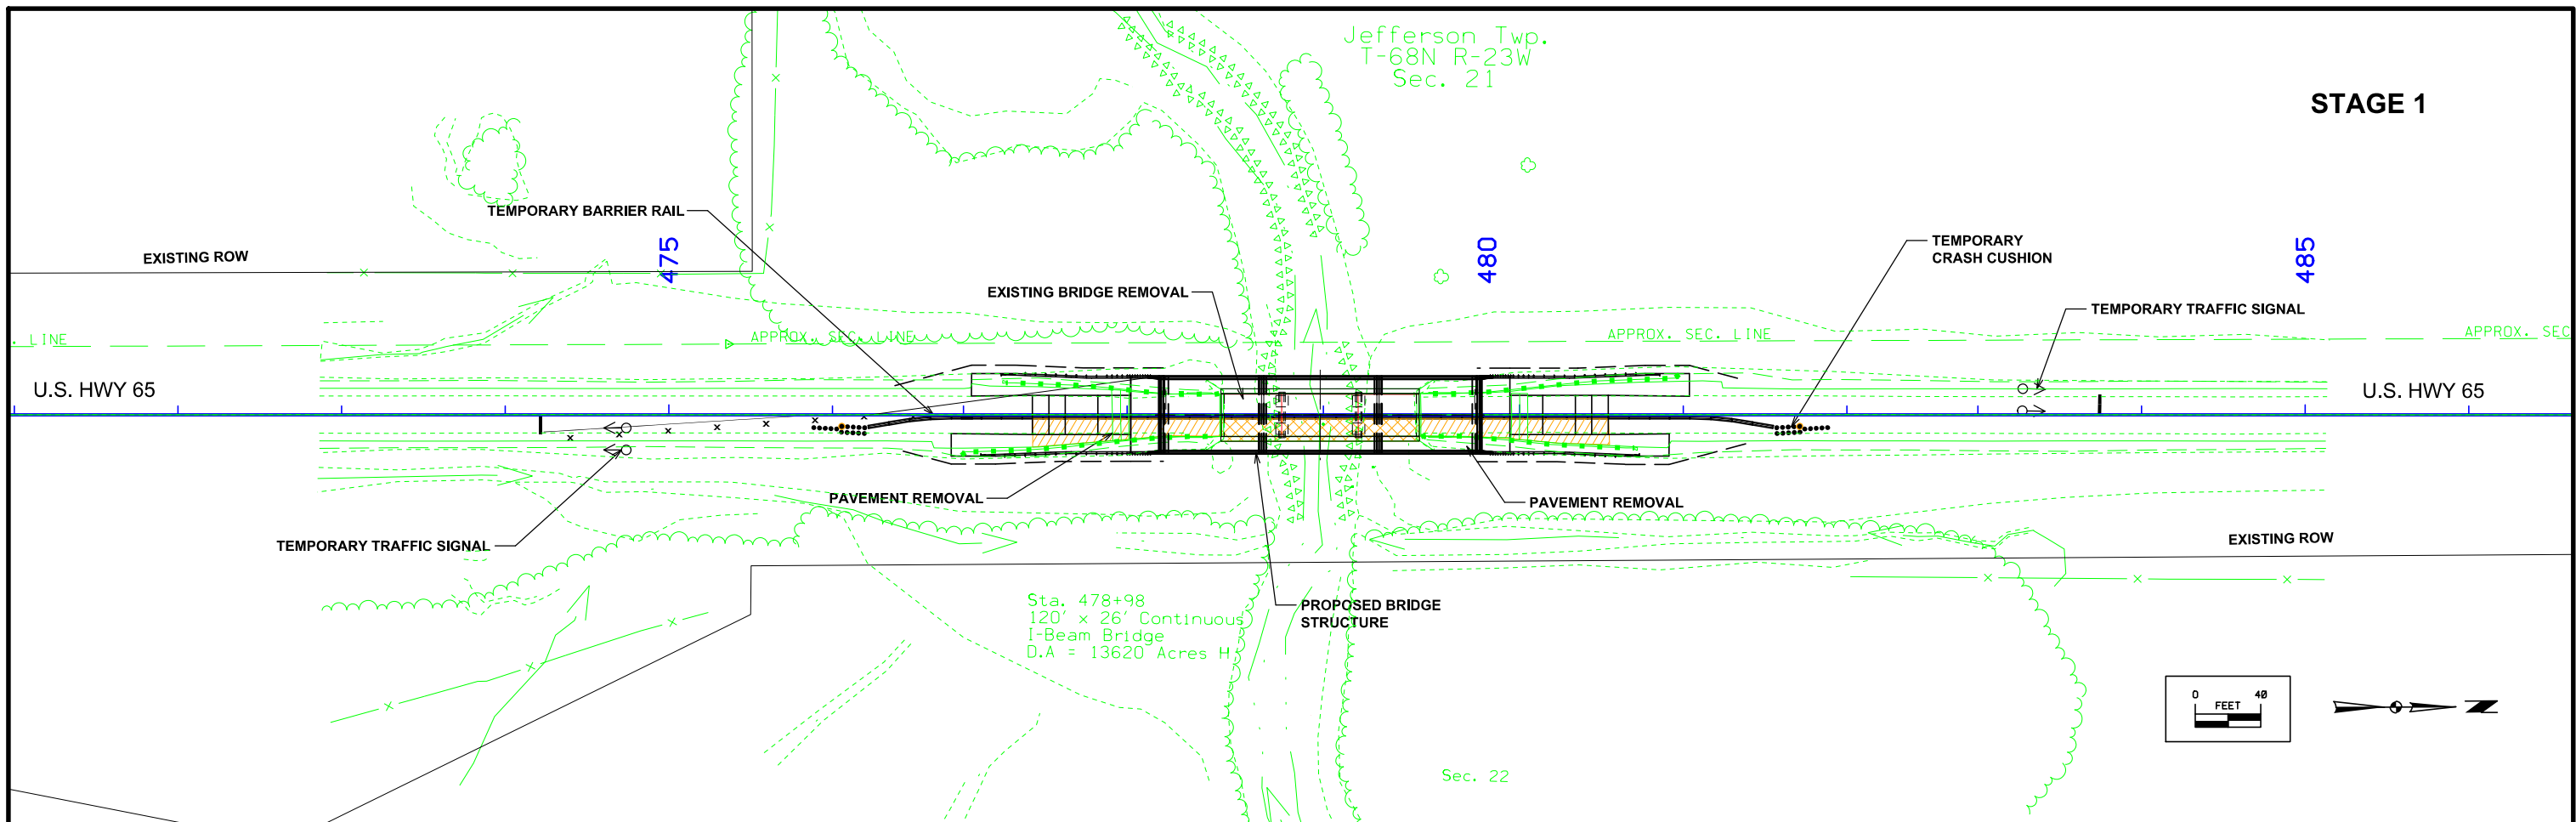 Jefferson Twp.
T-68N R-23W
Sec. 21
STAGE 1
TEMPORARY BARRIER RAIL
EXISTING ROW
475
480
485
TEMPORARY
CRASH CUSHION
EXISTING BRIDGE REMOVAL
TEMPORARY TRAFFIC SIGNAL
. LINE
APPROX. SEC. LINE
APPROX. SEC. LINE
APPROX. SEC
U.S. HWY 65
U.S. HWY 65
PAVEMENT REMOVAL
PAVEMENT REMOVAL
TEMPORARY TRAFFIC SIGNAL
EXISTING ROW
Sta. 478+98
120' x 26' Continuous
I-Beam Bridge
D.A = 13620 Acres H
PROPOSED BRIDGE
STRUCTURE
0 40
FEET
N
Sec. 22